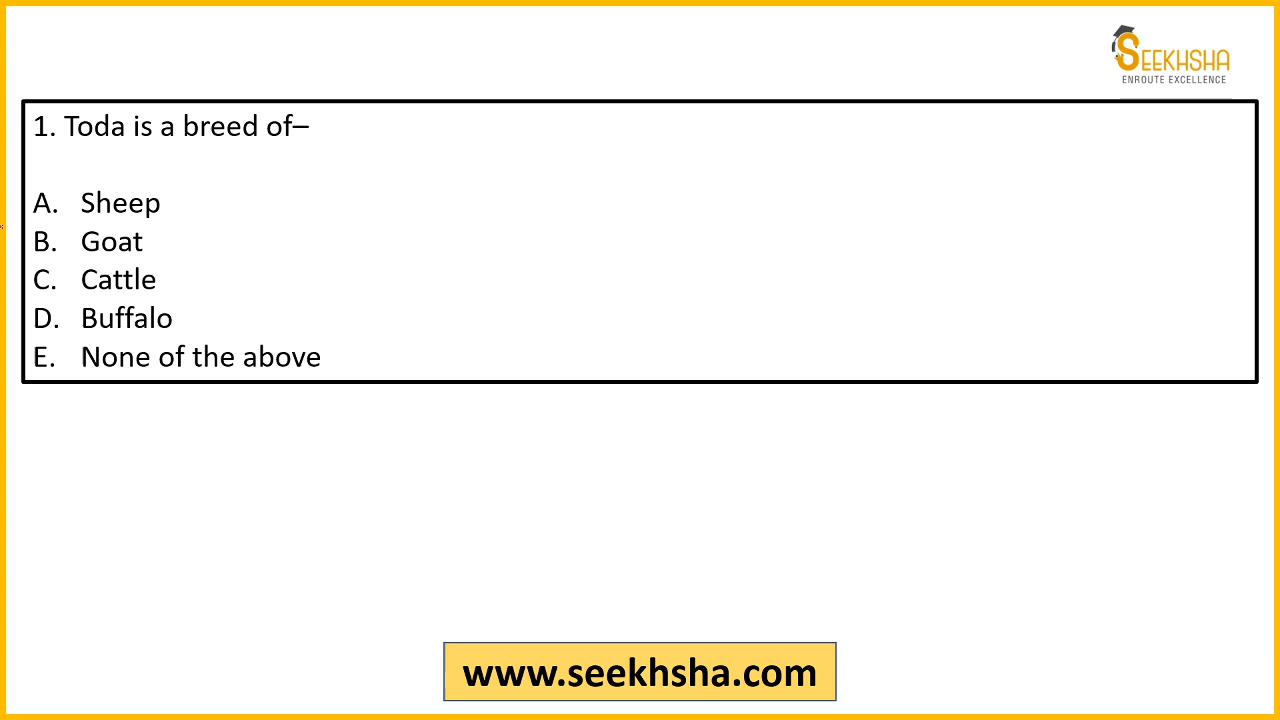 SEEKHSHA
ENROUTE EXCELLENCE
1. Toda is a breed of–
A. Sheep
B. Goat
C. Cattle
D. Buffalo
E. None of the above
www.seekhsha.com